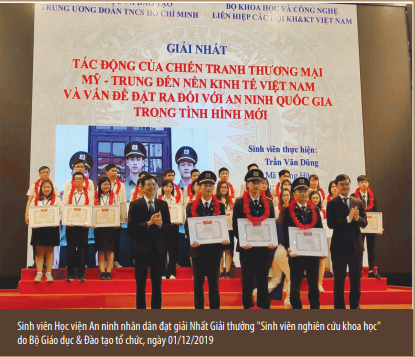 VÀ ĐÀO TẠO
TRUNG ƯƠNG ĐOÀN TNCS HỒ CHÍ MINH
BỘ KHOA HỌC VÀ CÔNG NGHỆ
LIÊN HIỆP CÁC HỘI KH&KT VIỆT NAM
GIẢI NHẤT
TÁC ĐỘNG CỦA CHIẾN TRANH THƯƠNG MẠI
MỸ - TRUNG ĐẾN NỀN KINH TẾ VIỆT NAM
VÀ VẤN ĐỀ ĐẶT RA ĐỐI VỚI AN NINH QUỐC GIA
TRONG TÌNH HÌNH MỚI
Sinh viên thực hiện:
Trần Văn Dũng
Sinh viên Học viện An ninh nhân dân đạt giải Nhất Giải thưởng "Sinh viên nghiên cứu khoa học"
do Bộ Giáo dục & Đào tạo tổ chức, ngày 01/12/2019